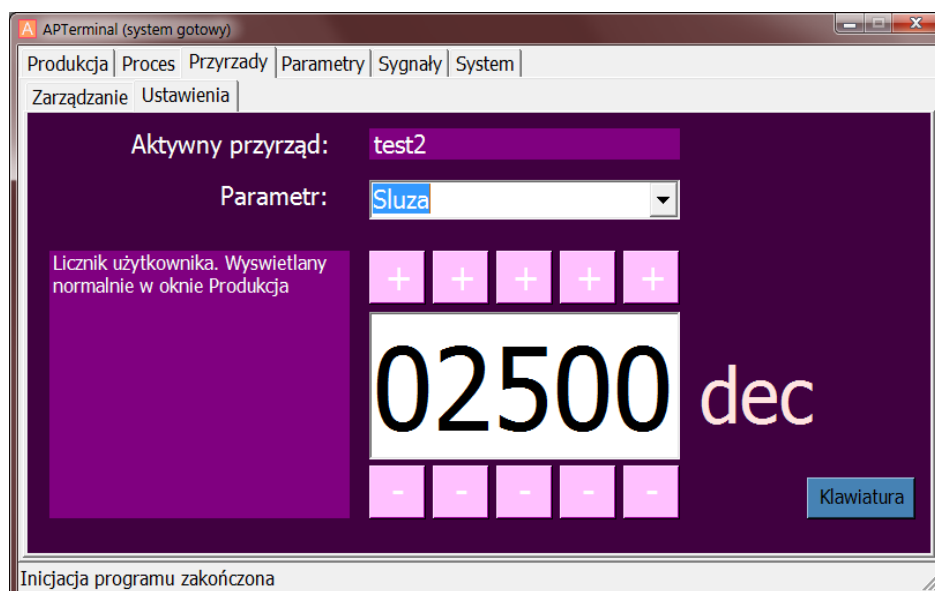 A APTerminal (system gotowy)
Produkcja Proces Przyrzady Parametry Sygnały System
Zarządzanie Ustawienia
Aktywny przyrząd: test2
Parametr: Sluza
Licznik użytkownika. Wyswietlany
normalnie w oknie Produkcja
+ + + + +
02500 dec
- - - - -
Klawiatura
Inicjacja programu zakończona